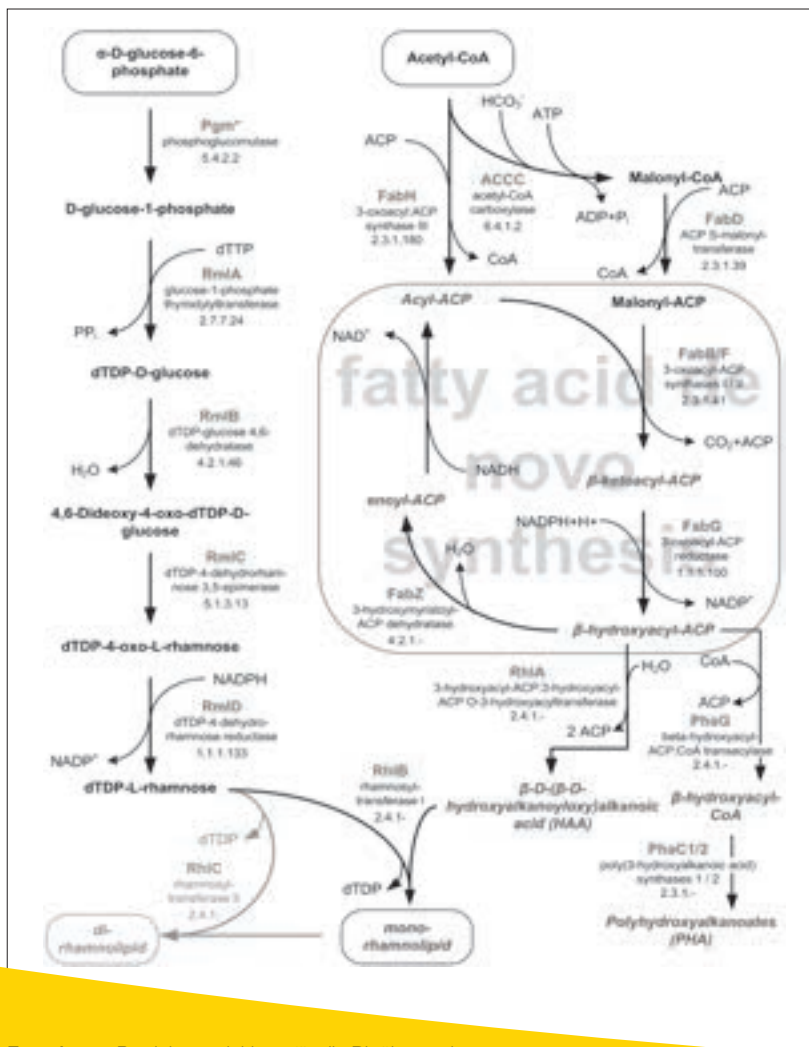 α-D-glucose-6-
phosphate
Pgm*
phosphoglucomutase
5.4.2.2
D-glucose-1-phosphate
dTTP
RmlA
glucose-1-phosphate
thymidylyltransferase
2.7.7.24
PPi
dTDP-D-glucose
RmlB
dTDP-glucose 4,6-
dehydratase
4.2.1.46
H2O
4,6-Dideoxy-4-oxo-dTDP-D-
glucose
RmlC
dTDP-4-dehydrorham-
nose 3,5-epimerase
5.1.3.13
dTDP-4-oxo-L-rhamnose
NADPH
RmlD
dTDP-4-dehydro-
rhamnose reductase
1.1.1.133
NADP+
dTDP-L-rhamnose
dTDP
RhlC
rhamnosyl-
2.4.1.
di-
rhamnolipid
RhlB
rhamnosyl-
transferase I
2.4.1-
dTDP
mono-
rhamnolipid
Acetyl-CoA
HCO3-
ATP
ACP
FabH
3-oxoacyl ACP
synthase III
2.3.1.180
CoA
ACCC
acetyl-CoA
carboxylase
6.4.1.2
ADP+Pi
Malonyl-CoA
ACP
FabD
ACP S-malonyl-
transferase
2.3.1.39
CoA
fatty acid de
novo
synthesis
Acyl-ACP
Malonyl-ACP
NAD+
NADH
FabB/F
3-oxoacyl-ACP
2.3.1.41
CO2+ACP
β-ketoacyl-ACP
enoyl-ACP
NADPH+H+
FabG
3-oxoacyl-ACP
reductase
1.1.1.100
NADP+
H2O
FabZ
3-hydroxymyristoyl-
ACP dehydratase
4.2.1.-
β-hydroxyacyl-ACP
RhlA
3-hydroxyacyl-ACP:3-hydroxyacyl-
ACP O-3-hydroxyacyltransferase
2.4.1.-
H2O
2 ACP
CoA
ACP
PhaG
beta-hydroxyacyl-
ACP:CoA transacylase
2.4.1.-
β-D-(β-D-
hydroxyalkanoyloxy)alkanoic
acid (HAA)
β-hydroxyacyl-
CoA
PhaC1/2
poly(3-hydroxyalkanoic acid)
synthases 1 / 2
2.3.1.-
Polyhydroxyalkanoates
(PHA)